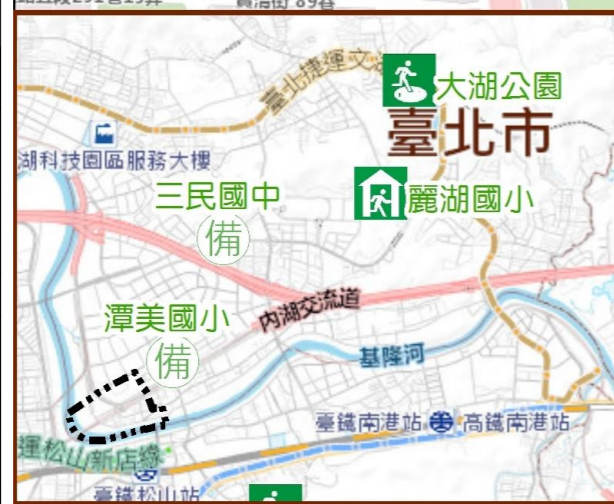 大湖公園
臺北捷運文
臺北市
湖科技園區服務大樓
三民國中
備
麗湖國小
內湖交流道
潭美國小
備
基隆河
臺鐵南港站
高鐵南港站
運松山新店線
臺鐵松山站